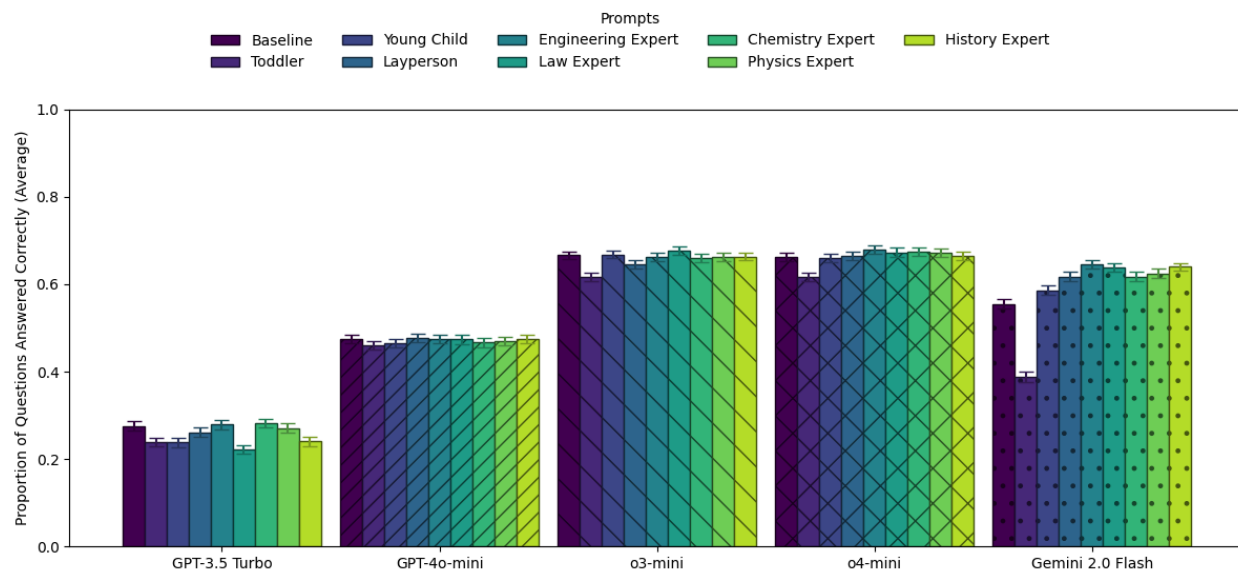 Prompts
Baseline
Young Child
Engineering Expert
Chemistry Expert
History Expert
Toddler
Layperson
Law Expert
Physics Expert
Proportion of Questions Answered Correctly (Average)
1.0
0.8
0.6
0.4
0.2
0.0
GPT-3.5 Turbo
GPT-4o-mini
o3-mini
o4-mini
Gemini 2.0 Flash